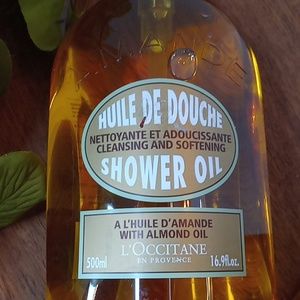 AMANDE
HUILE DE DOUCHE
NETTOYANTE ET ADOUCISSANTE
CLEANSING AND SOFTENING
SHOWER OIL
A L'HUILE D'AMANDE
WITH ALMOND OIL
L'OCCITANE
EN PROVENCE
500ml 16.9fl.oz.